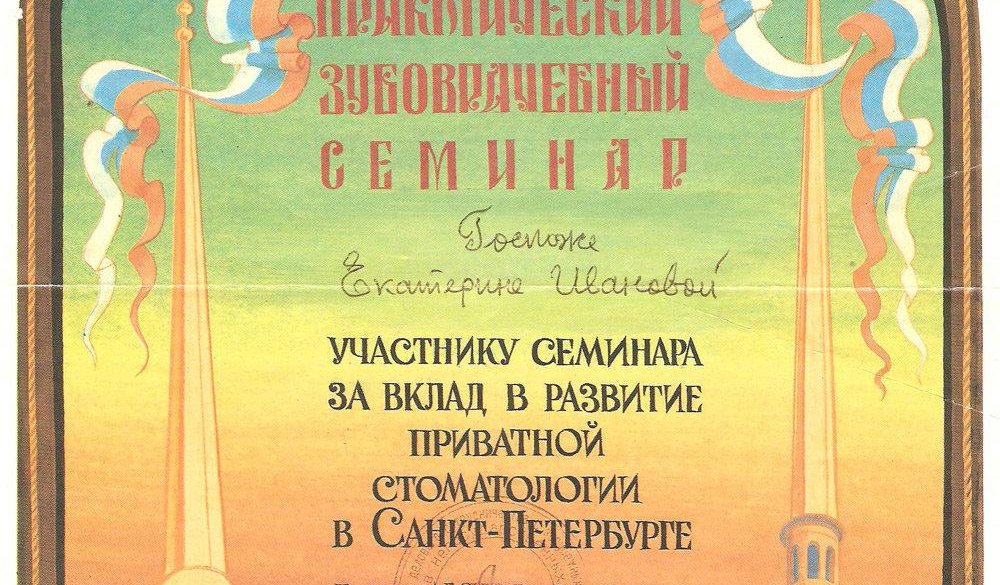 ПРАКТИЧЕСКИЙ
ЗУБОВРАЧЕБНЫЙ
СЕМИНАР
Госпоже
Екатерине Ивановой
УЧАСТНИКУ СЕМИНАРА
ЗА ВКЛАД В РАЗВИТИЕ
ПРИВАТНОЙ
СТОМАТОЛОГИИ
В САНКТ-ПЕТЕРБУРГЕ